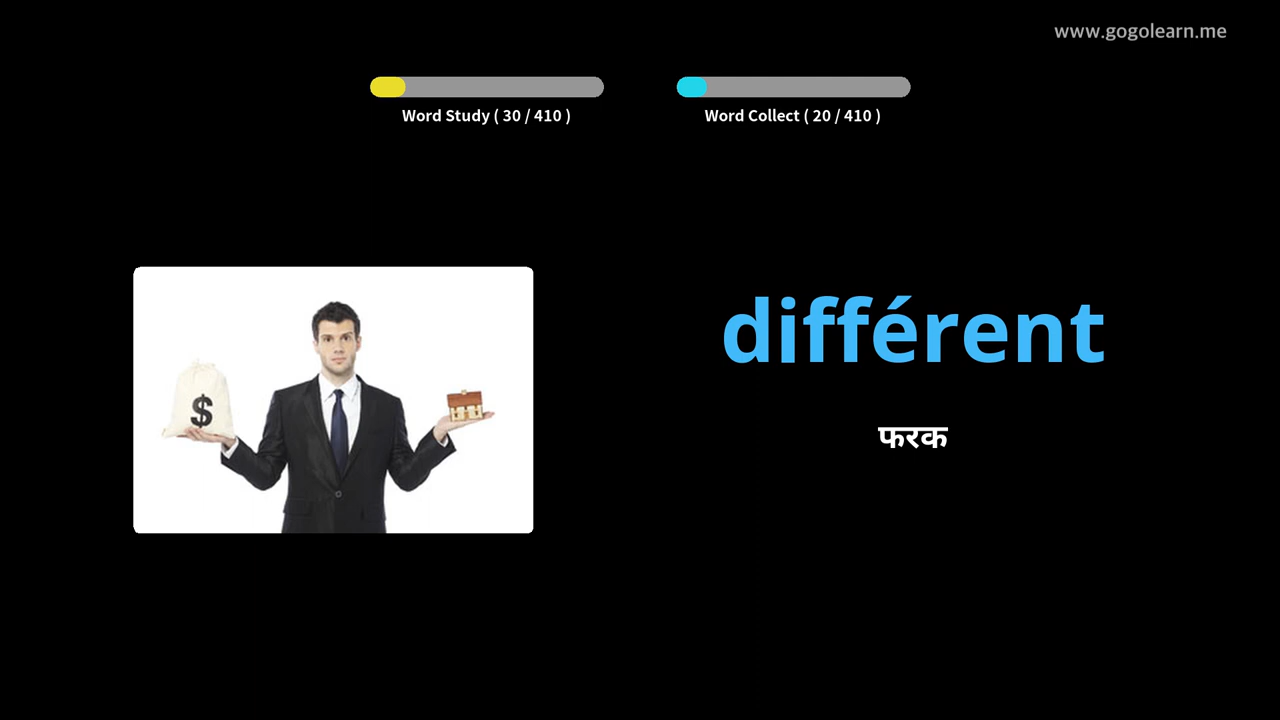 www.gogolearn.me
Word Study ( 30 / 410 )
Word Collect ( 20 / 410 )
$
différent
फरक